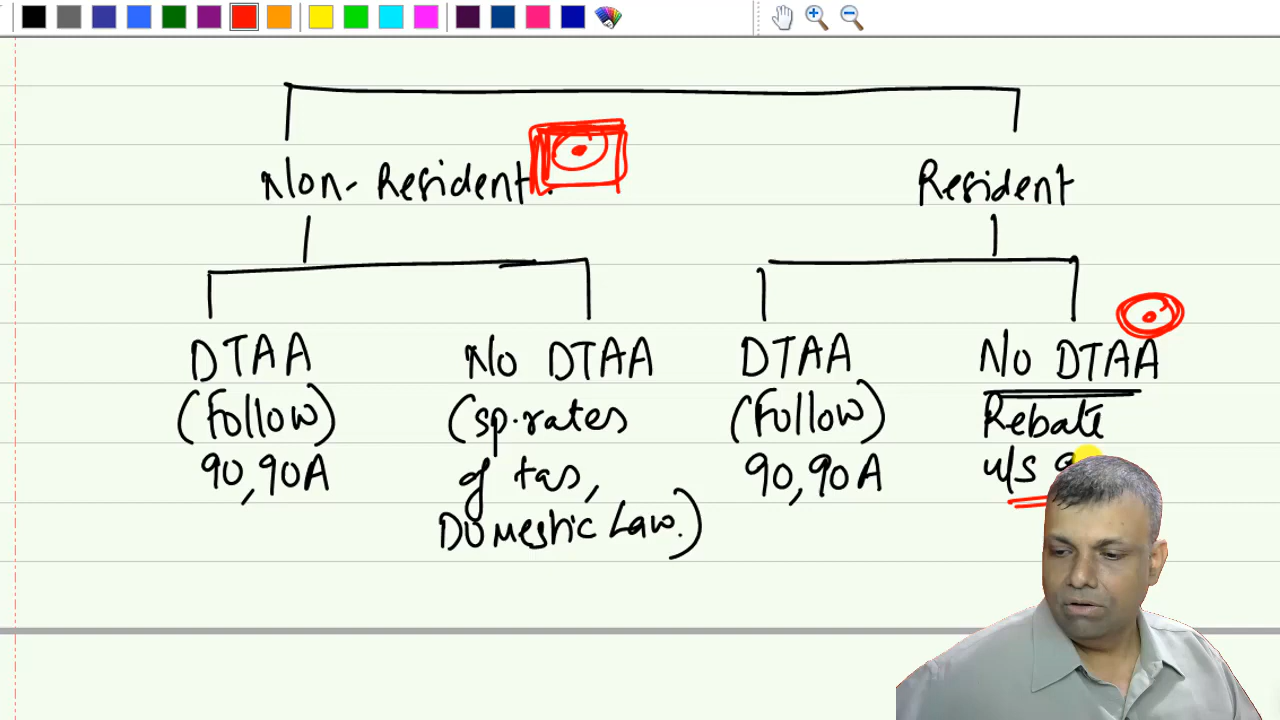 Non-Resident
Resident
DTAA
(Follow)
90, 90A
No DTAA
(sp. rates
of tax,
Domestic Law.)
DTAA
(Follow)
90, 90A
No DTAA
Rebate
u/s